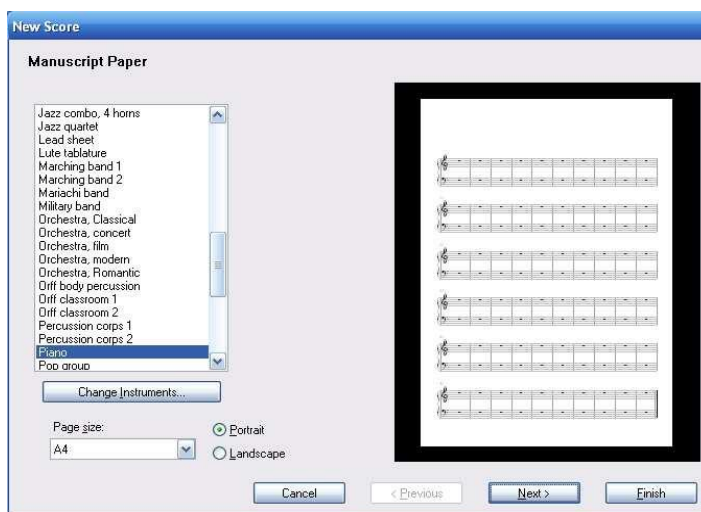 New Score
Manuscript Paper
Jazz combo, 4 horns
Jazz quartet
Lead sheet
Lute tablature
Marching band 1
Marching band 2
Mariachi band
Military band
Orchestra, Classical
Orchestra, concert
Orchestra, film
Orchestra, modern
Orchestra, Romantic
Orff body percussion
Orff classroom 1
Orff classroom 2
Percussion corps 1
Percussion corps 2
Piano
Pop group
Change Instruments...
Page size:
A4
Portrait
Landscape
Cancel
< Previous
Next >
Finish